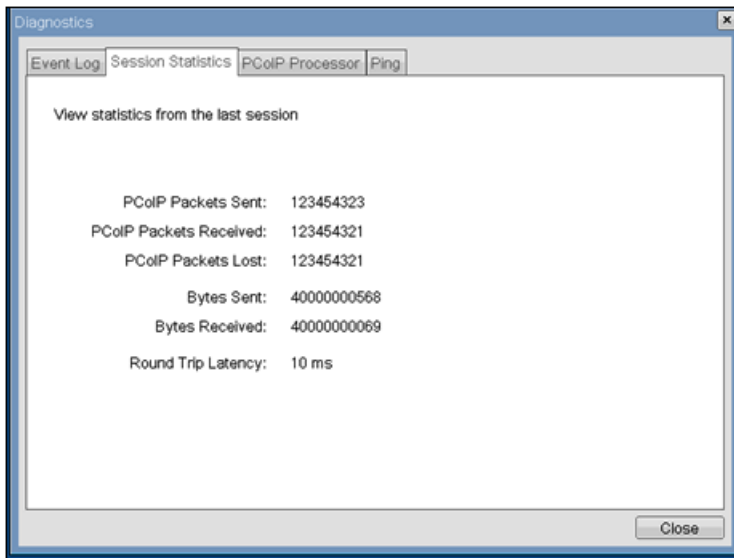 Diagnostics
Event Log Session Statistics PCoIP Processor Ping
View statistics from the last session
PCoIP Packets Sent: 123454323
PCoIP Packets Received: 123454321
PCoIP Packets Lost: 123454321
Bytes Sent: 40000000568
Bytes Received: 40000000069
Round Trip Latency: 10 ms
Close